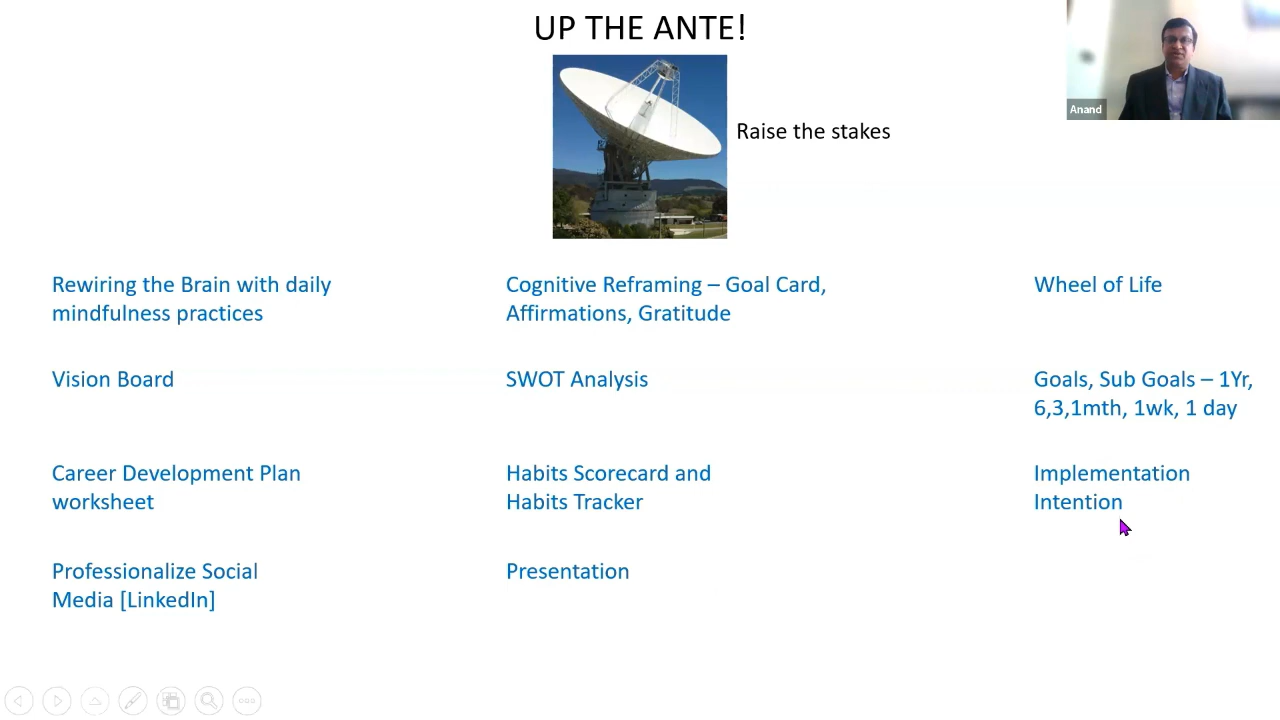 UP THE ANTE!
Anand
Raise the stakes
Rewiring the Brain with daily
mindfulness practices
Cognitive Reframing – Goal Card,
Affirmations, Gratitude
Wheel of Life
Vision Board
SWOT Analysis
Goals, Sub Goals – 1Yr,
6,3,1mth, 1wk, 1 day
Career Development Plan
worksheet
Habits Scorecard and
Habits Tracker
Implementation
Intention
Professionalize Social
Media [LinkedIn]
Presentation